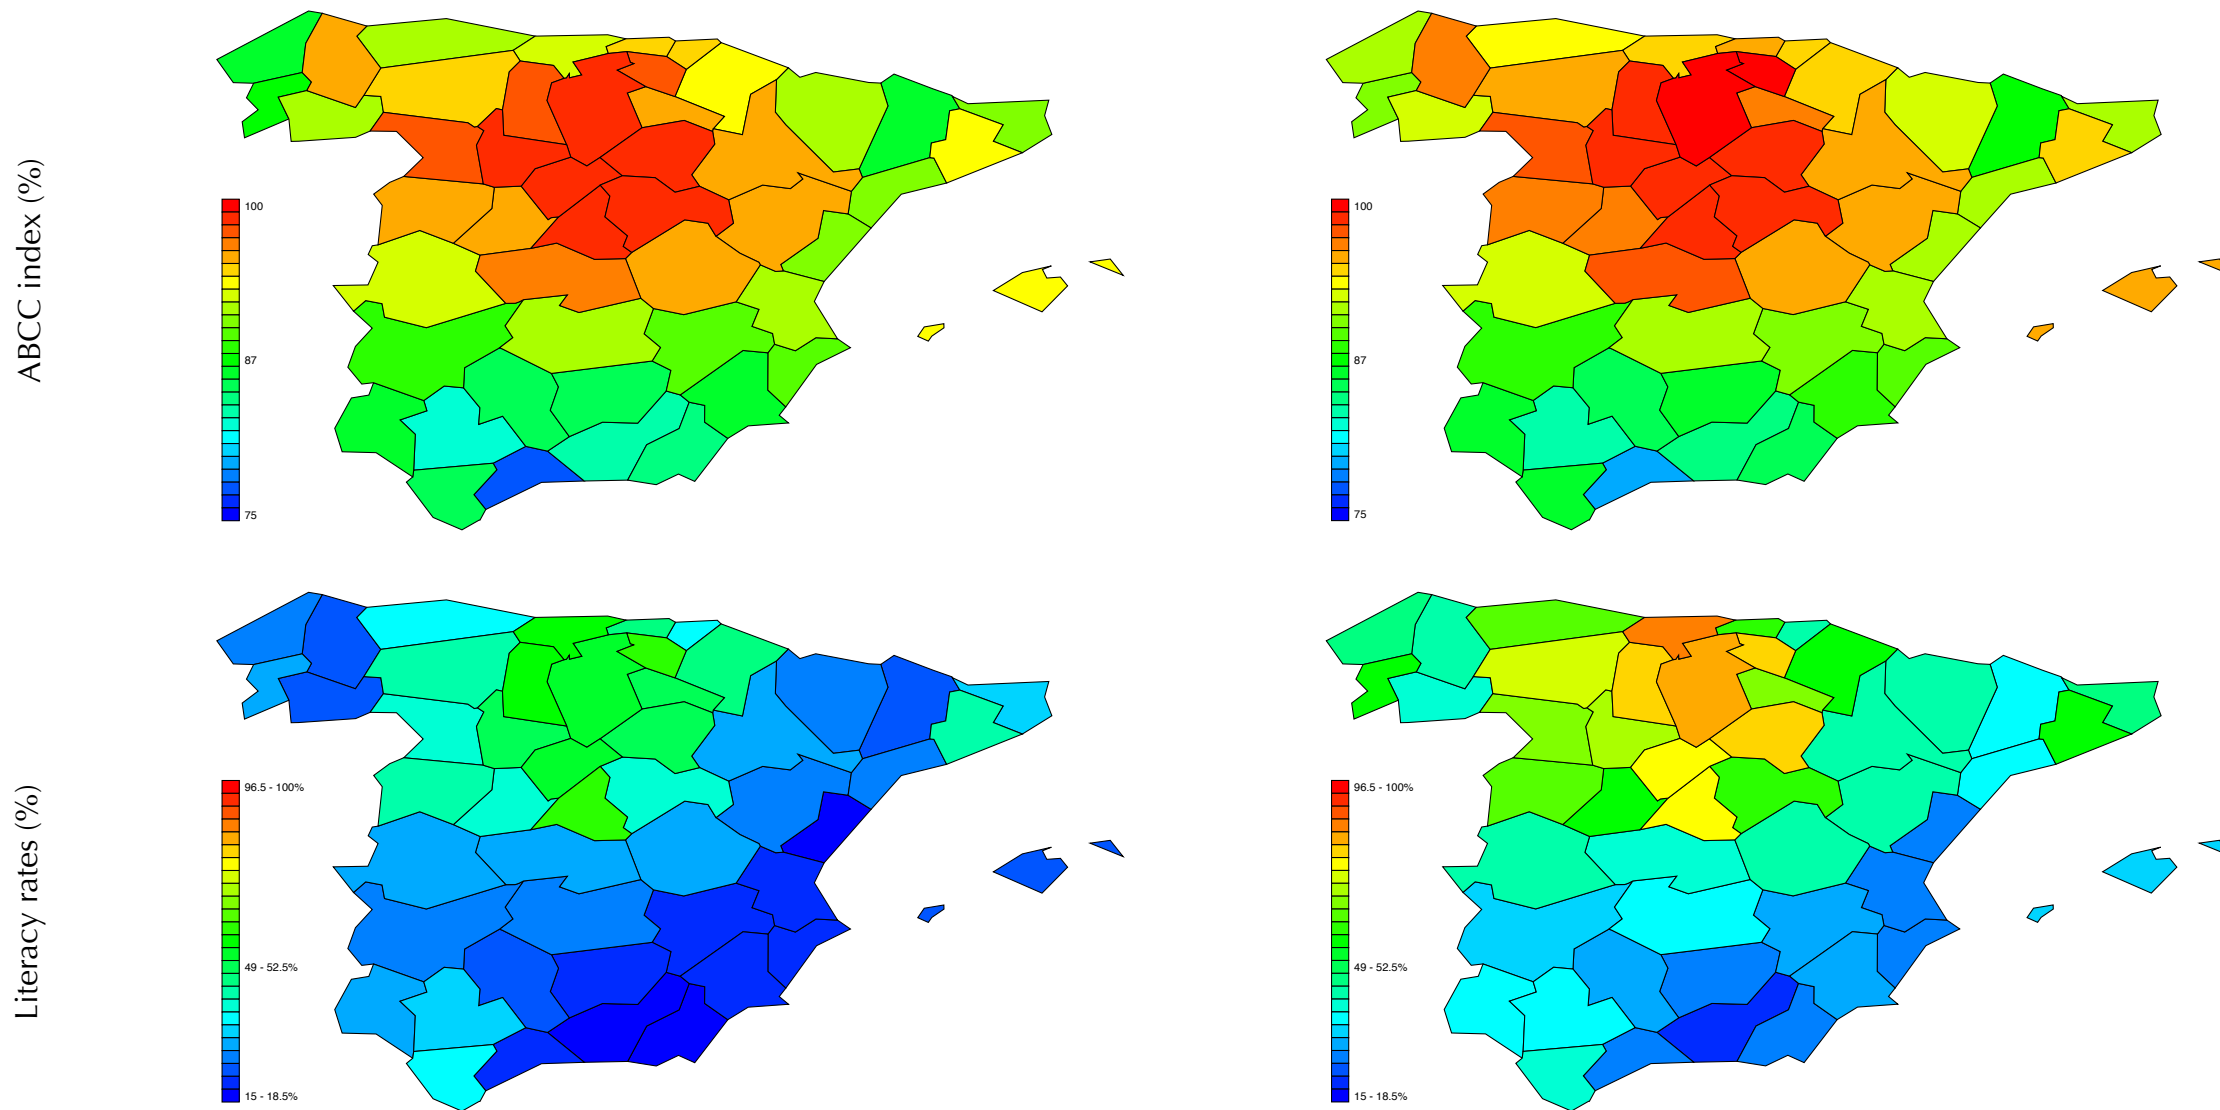 ABCC index (%)
100
87
75
100
87
75
Literacy rates (%)
96.5 - 100%
49 - 52.5%
15 - 18.5%
96.5 - 100%
49 - 52.5%
15 - 18.5%